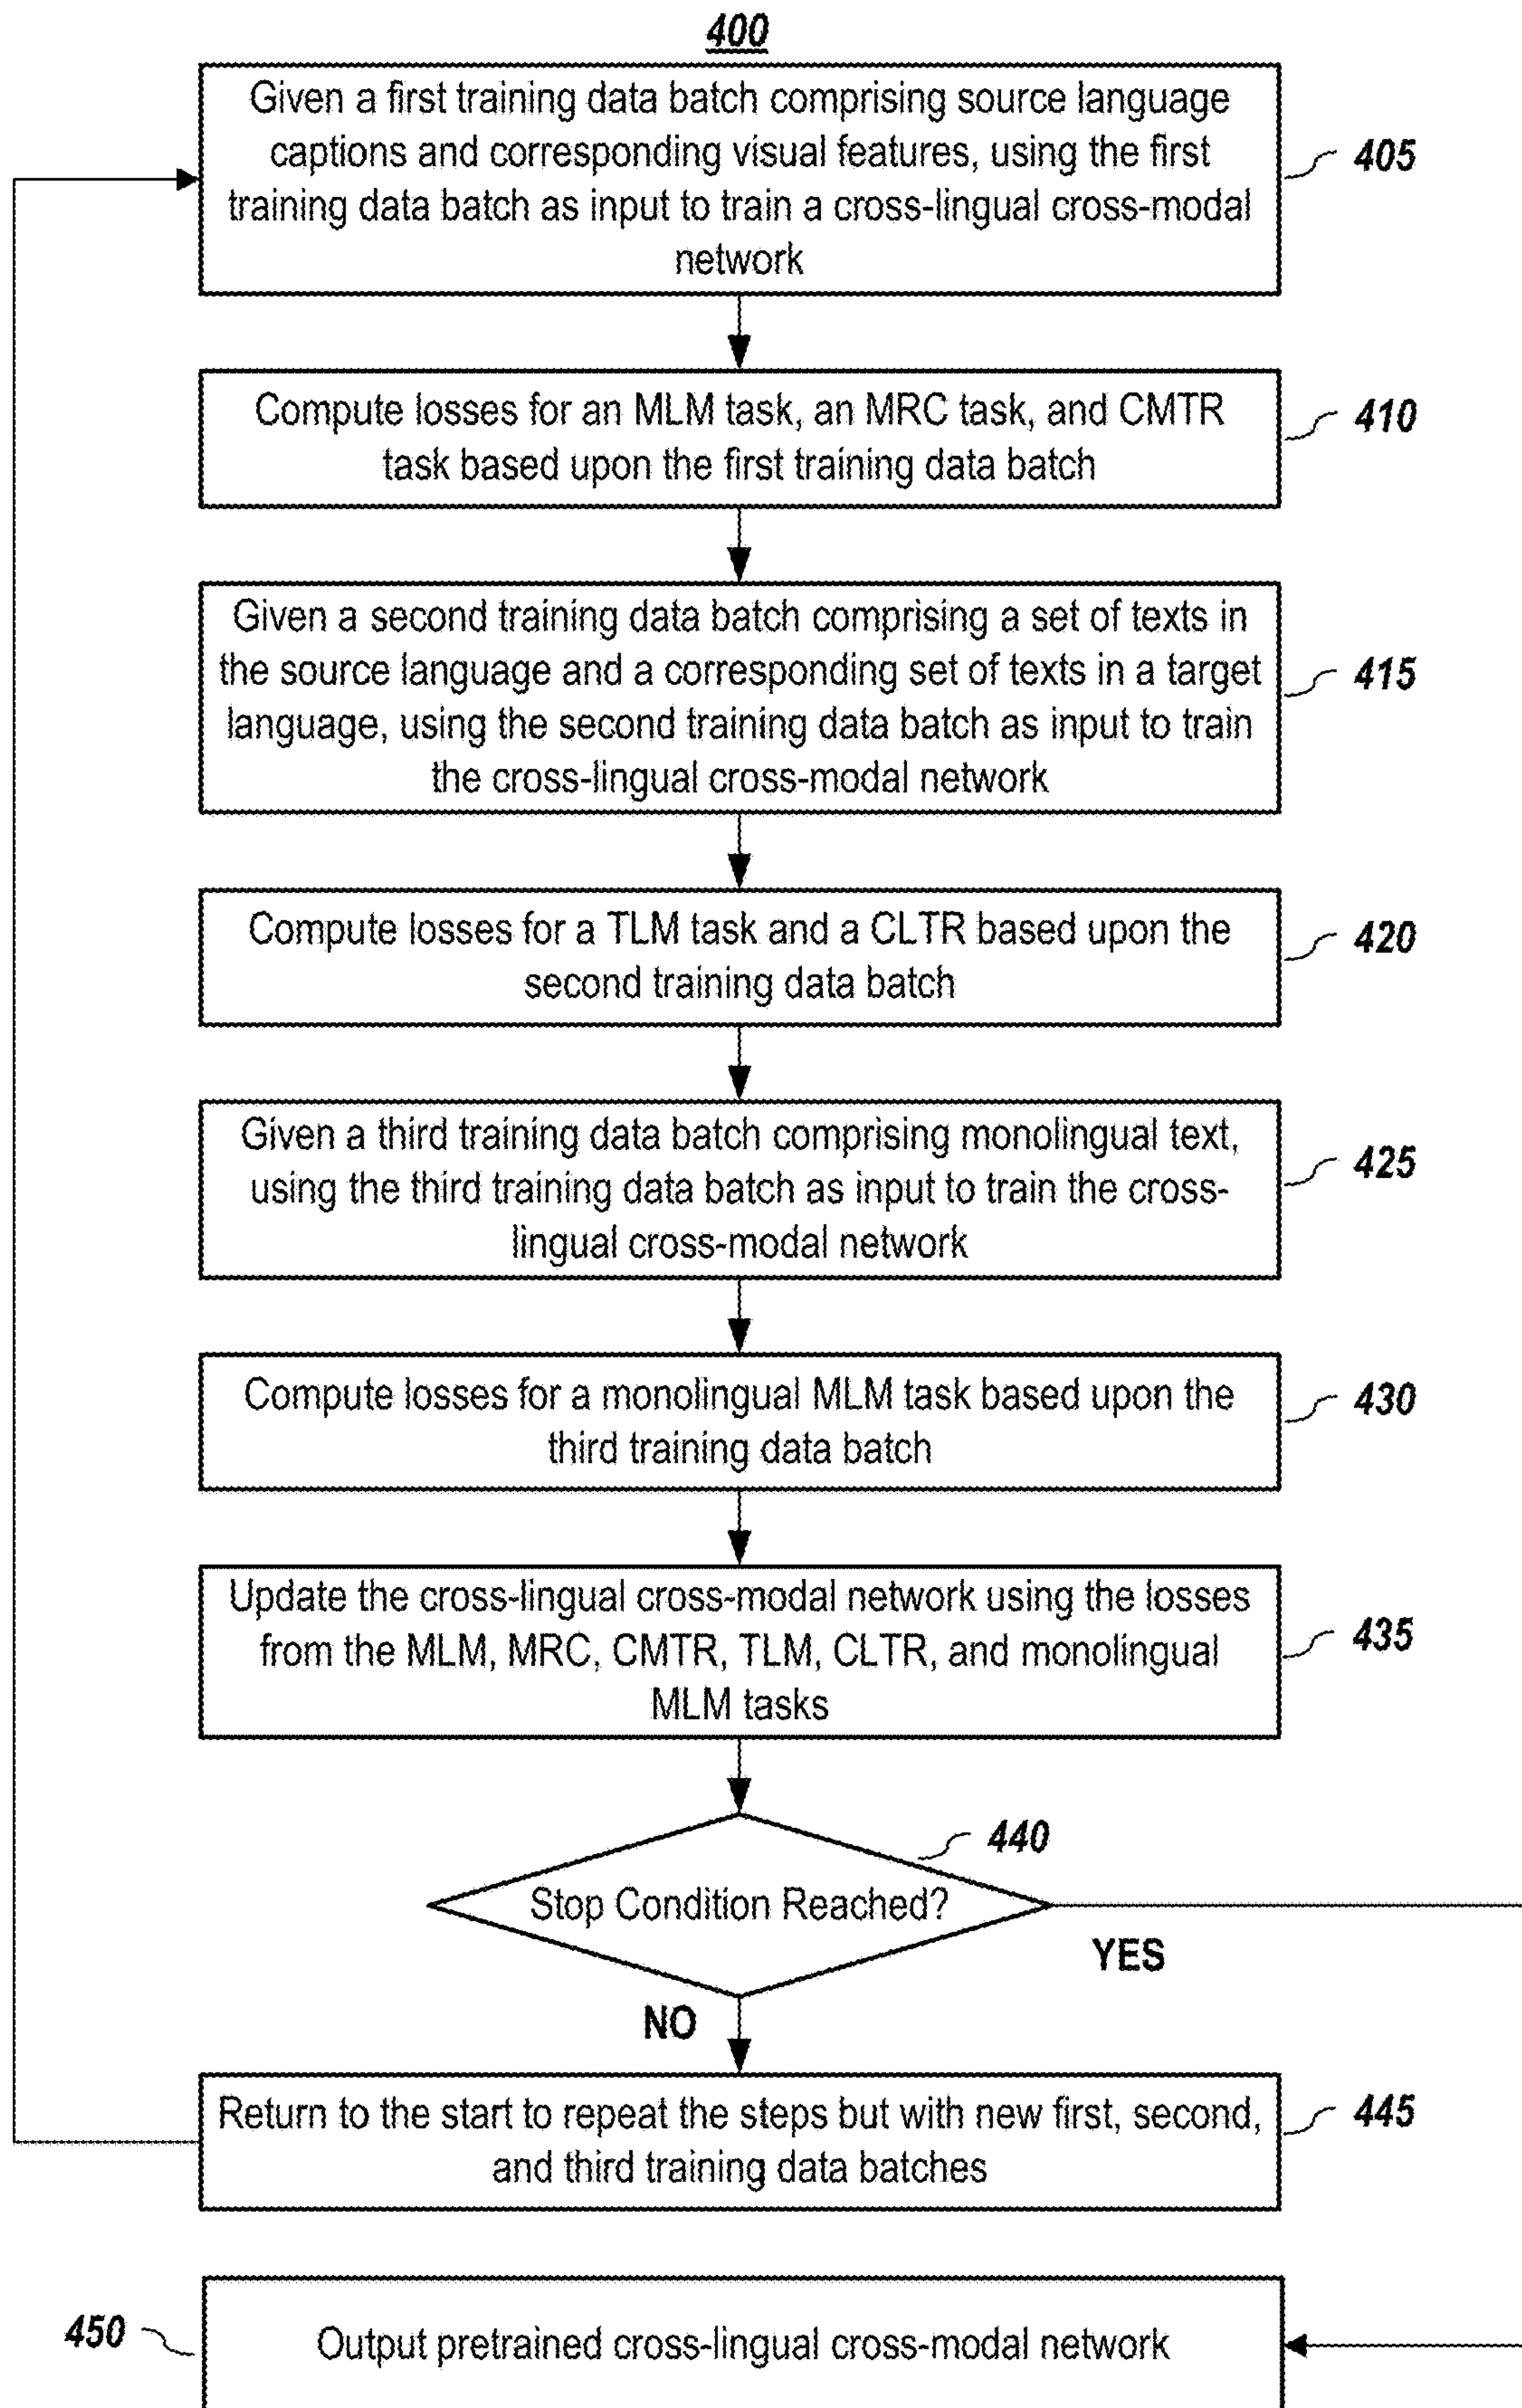 400
Given a first training data batch comprising source language
captions and corresponding visual features, using the first
training data batch as input to train a cross-lingual cross-modal
network
405
Compute losses for an MLM task, an MRC task, and CMTR
task based upon the first training data batch
410
Given a second training data batch comprising a set of texts in
the source language and a corresponding set of texts in a target
language, using the second training data batch as input to train
the cross-lingual cross-modal network
415
Compute losses for a TLM task and a CLTR based upon the
second training data batch
420
Given a third training data batch comprising monolingual text,
using the third training data batch as input to train the cross-
lingual cross-modal network
425
Compute losses for a monolingual MLM task based upon the
third training data batch
430
Update the cross-lingual cross-modal network using the losses
from the MLM, MRC, CMTR, TLM, CLTR, and monolingual
MLM tasks
435
440
Stop Condition Reached?
YES
NO
Return to the start to repeat the steps but with new first, second,
and third training data batches
445
450
Output pretrained cross-lingual cross-modal network